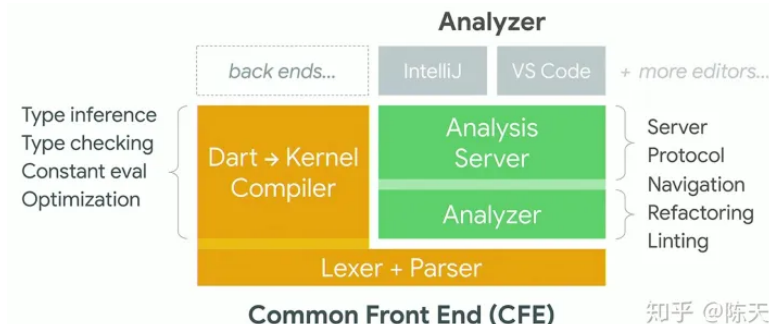 Analyzer
back ends...
IntelliJ
VS Code
+ more editors...
Type inference
Type checking
Constant eval
Optimization
Dart → Kernel
Compiler
Analysis
Server
Analyzer
Server
Protocol
Navigation
Refactoring
Linting
Lexer + Parser
Common Front End (CFE)
知乎 @陈天